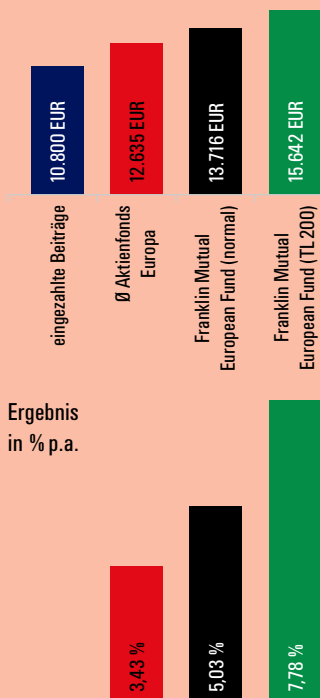 10.800 EUR
12.635 EUR
13.716 EUR
15.642 EUR
eingezahlte Beiträge
Ø Aktienfonds
Europa
Franklin Mutual
European Fund (normal)
Franklin Mutual
European Fund (TL 200)
Ergebnis
in % p.a.
3,43 %
5,03 %
7,78 %